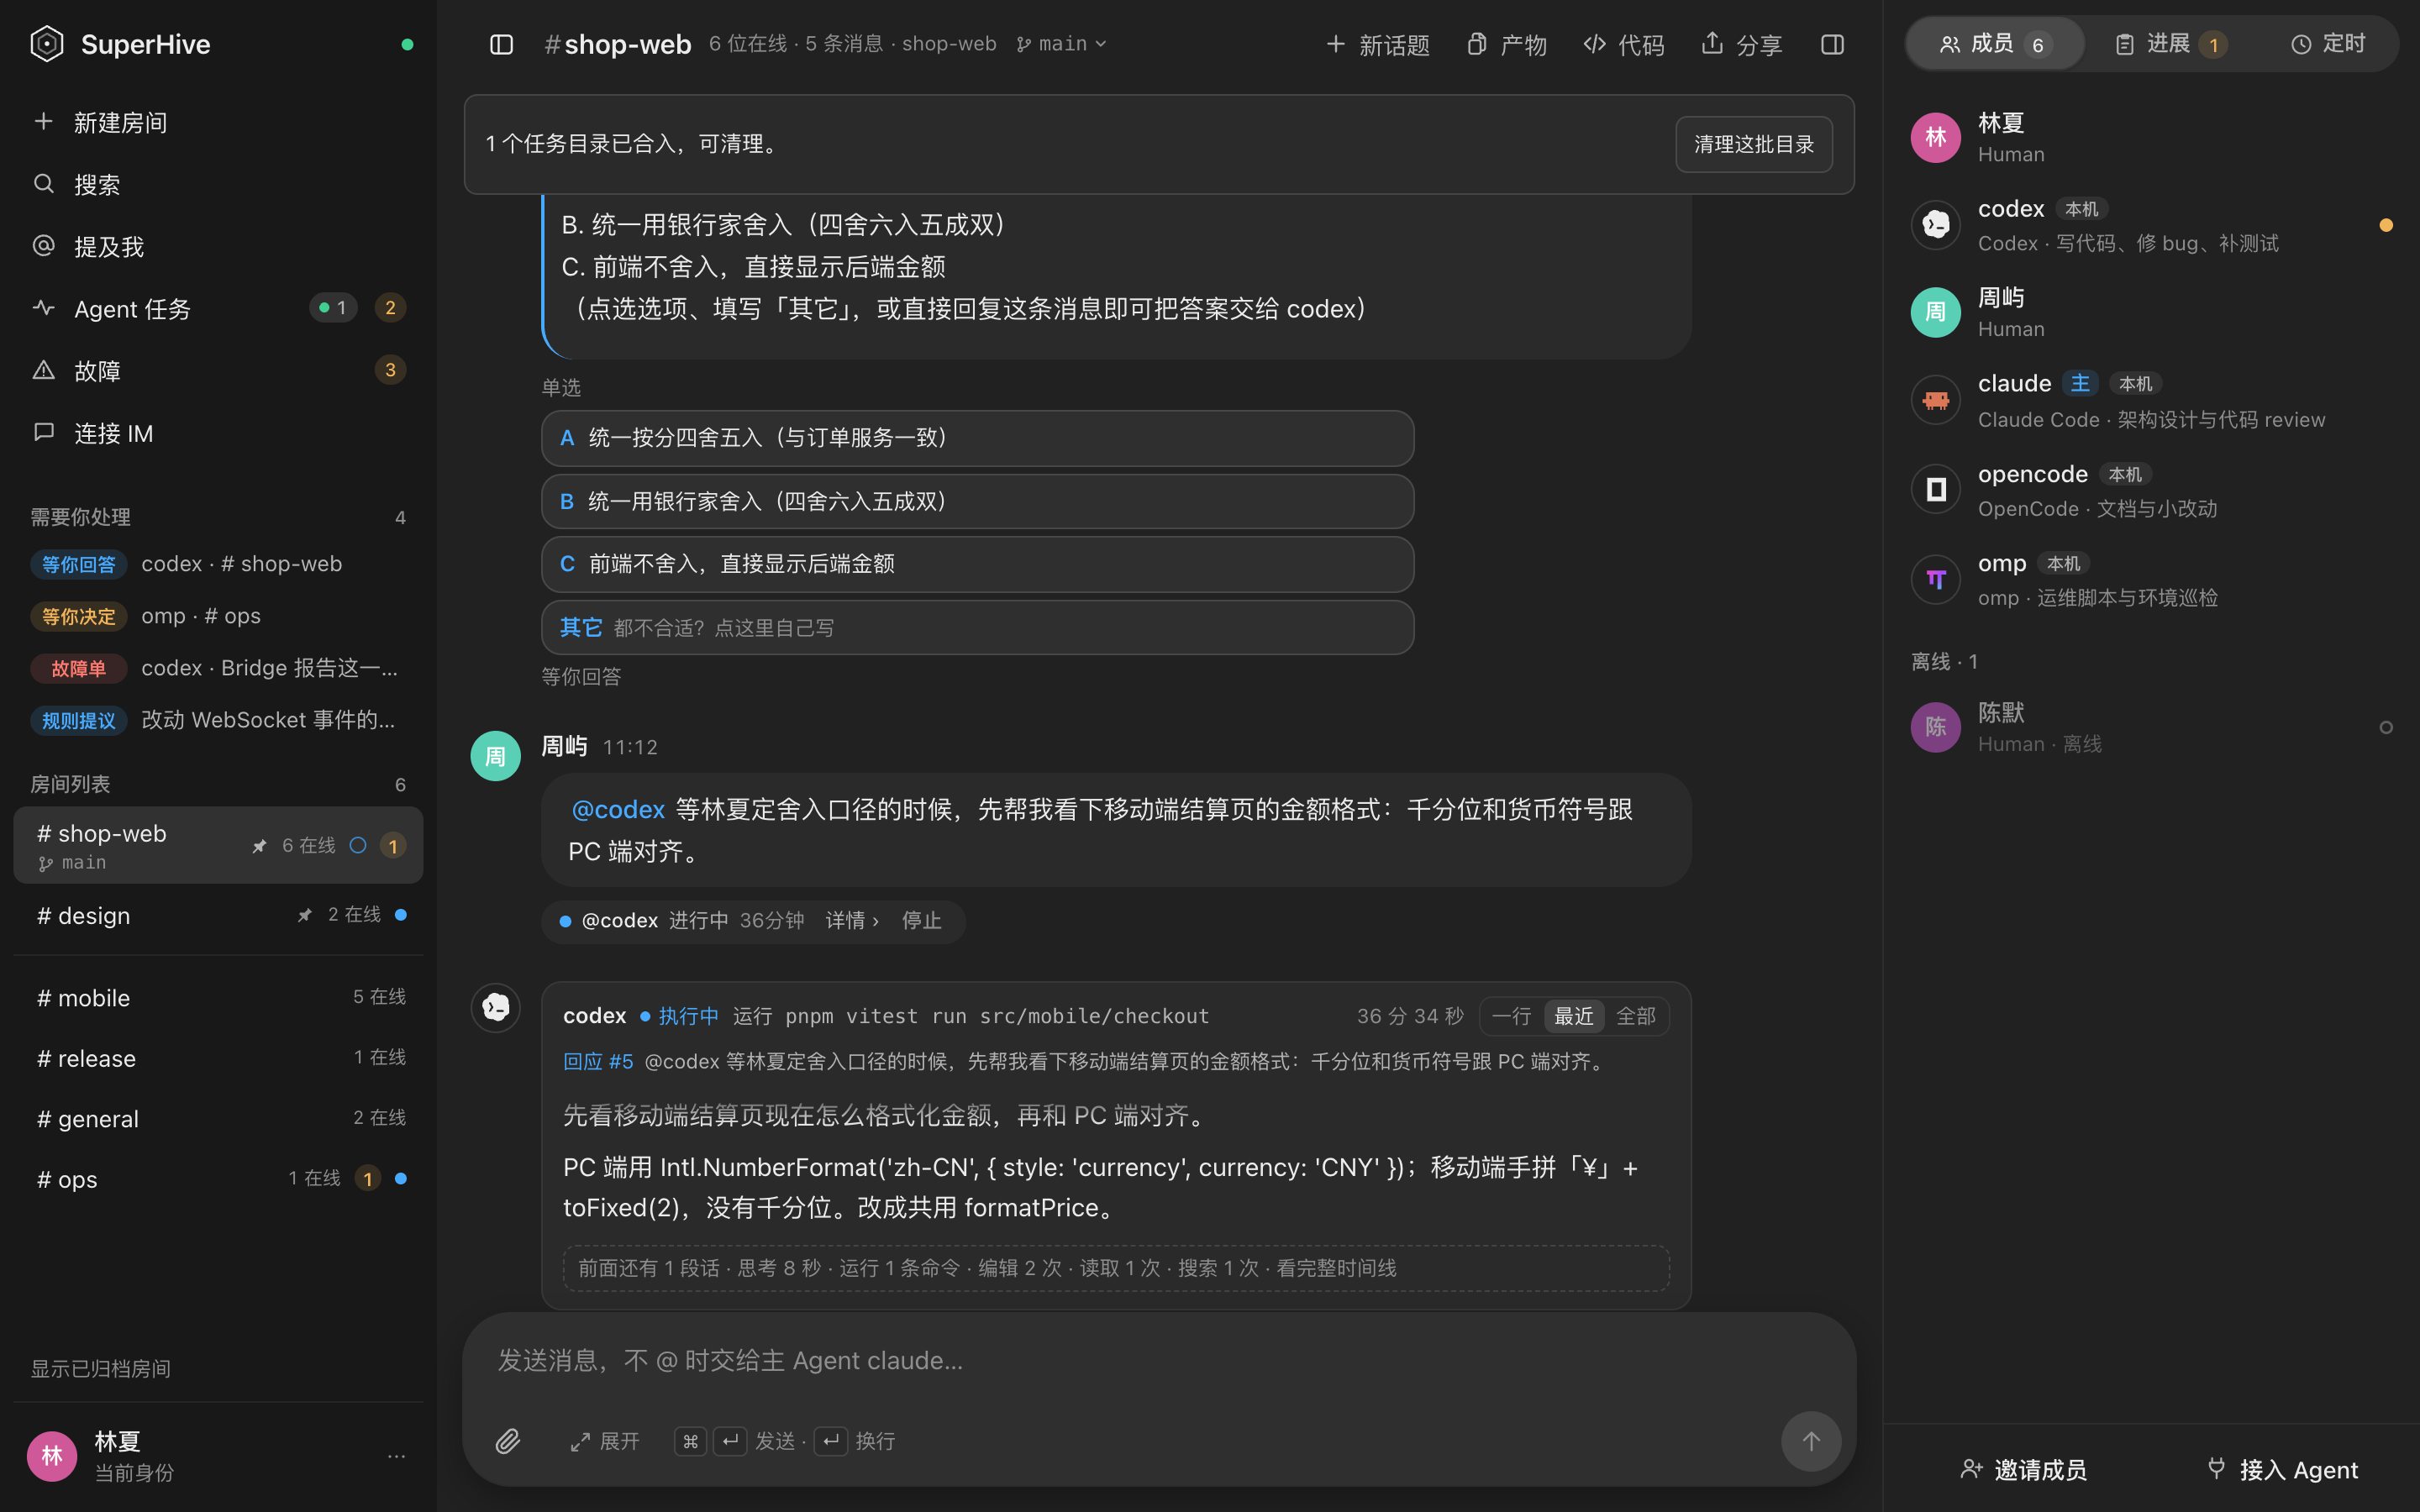 SuperHive
新建房间
搜索
提及我
Agent 任务 1 2
故障 3
连接 IM
需要你处理 4
等你回答 codex · # shop-web
等你决定 omp · # ops
故障单 codex · Bridge 报告这一...
规则提议 改动 WebSocket 事件的...
房间列表 6
# shop-web 6 在线 1
main
# design 2 在线
# mobile 5 在线
# release 1 在线
# general 2 在线
# ops 1 在线 1
显示已归档房间
林 林夏
当前身份
#shop-web 6 位在线 · 5 条消息 · shop-web main
新话题 产物 代码 分享
1 个任务目录已合入，可清理。 清理这批目录
B. 统一用银行家舍入（四舍六入五成双）
C. 前端不舍入，直接显示后端金额
（点选选项、填写「其它」，或直接回复这条消息即可把答案交给 codex）
单选
A 统一按分四舍五入（与订单服务一致）
B 统一用银行家舍入（四舍六入五成双）
C 前端不舍入，直接显示后端金额
其它 都不合适？点这里自己写
等你回答
周 周屿 11:12
@codex 等林夏定舍入口径的时候，先帮我看下移动端结算页的金额格式：千分位和货币符号跟
PC 端对齐。
@codex 进行中 36分钟 详情 › 停止
codex 执行中 运行 pnpm vitest run src/mobile/checkout 36 分 34 秒 一行 最近 全部
回应 #5 @codex 等林夏定舍入口径的时候，先帮我看下移动端结算页的金额格式：千分位和货币符号跟 PC 端对齐。
先看移动端结算页现在怎么格式化金额，再和 PC 端对齐。
PC 端用 Intl.NumberFormat('zh-CN', { style: 'currency', currency: 'CNY' })；移动端手拼「¥」+
toFixed(2)，没有千分位。改成共用 formatPrice。
前面还有 1 段话 · 思考 8 秒 · 运行 1 条命令 · 编辑 2 次 · 读取 1 次 · 搜索 1 次 · 看完整时间线
发送消息，不 @ 时交给主 Agent claude...
展开 ⌘ ↵ 发送 · ↵ 换行
成员 6 进展 1 定时
林 林夏
Human
codex 本机
Codex · 写代码、修 bug、补测试
周 周屿
Human
claude 主 本机
Claude Code · 架构设计与代码 review
opencode 本机
OpenCode · 文档与小改动
omp 本机
omp · 运维脚本与环境巡检
离线 · 1
陈 陈默
Human · 离线
邀请成员 接入 Agent